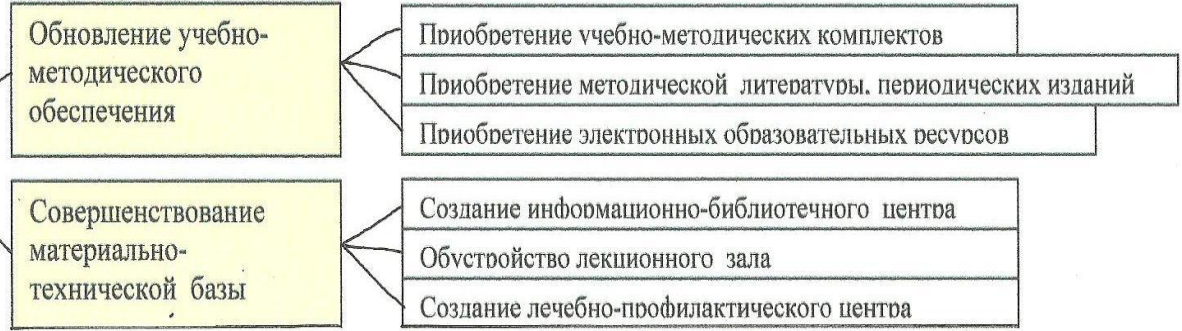 Обновление учебно-
методического
обеспечения
Приобретение учебно-методических комплектов
Приобретение методической литературы, периодических изданий
Приобретение электронных образовательных ресурсов
Совершенствование
материально-
технической базы
Создание информационно-библиотечного центра
Обустройство лекционного зала
Создание лечебно-профилактического центра